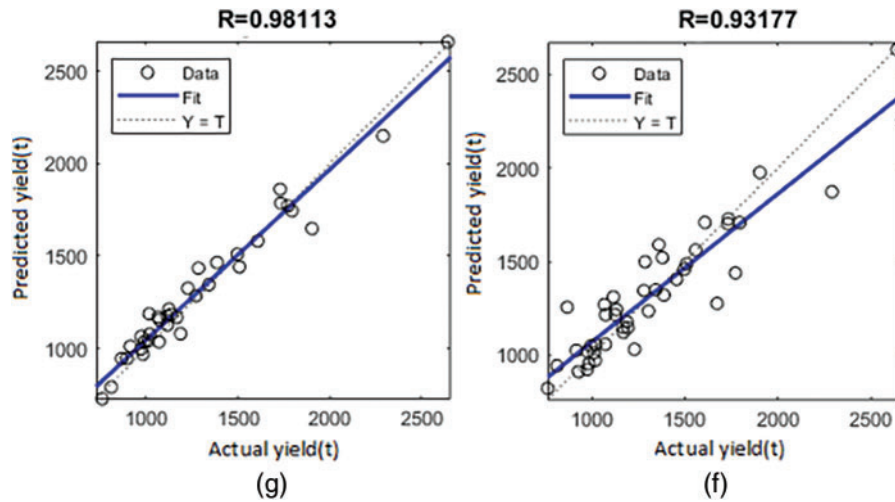 R=0.98113
Data
Fit
Y = T
Predicted yield(t)
2500
2000
1500
1000
1000 1500 2000 2500
Actual yield(t)
(g)
R=0.93177
Data
Fit
Y = T
Predicted yield(t)
2500
2000
1500
1000
1000 1500 2000 2500
Actual yield(t)
(f)